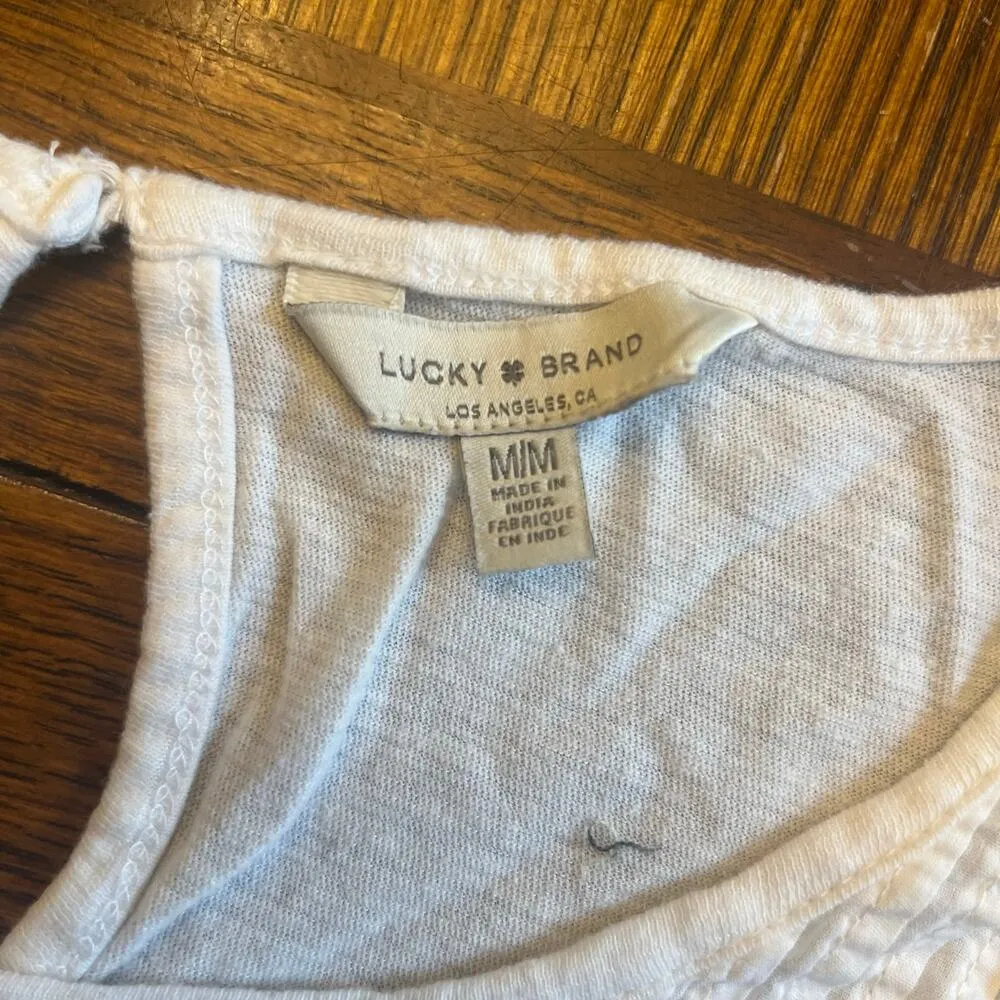 LUCKY BRAND
LOS ANGELES, CA
M/M
MADE IN
INDIA
FABRIQUE
EN INDE